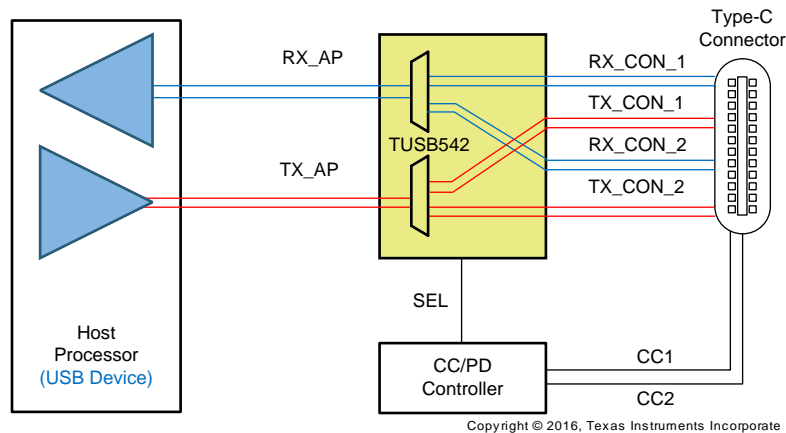 Type-C
Connector
RX_AP
RX_CON_1
TX_CON_1
TUSB542
RX_CON_2
TX_AP
TX_CON_2
SEL
Host
Processor
(USB Device)
CC/PD
Controller
CC1
CC2
Copyright © 2016, Texas Instruments Incorporate